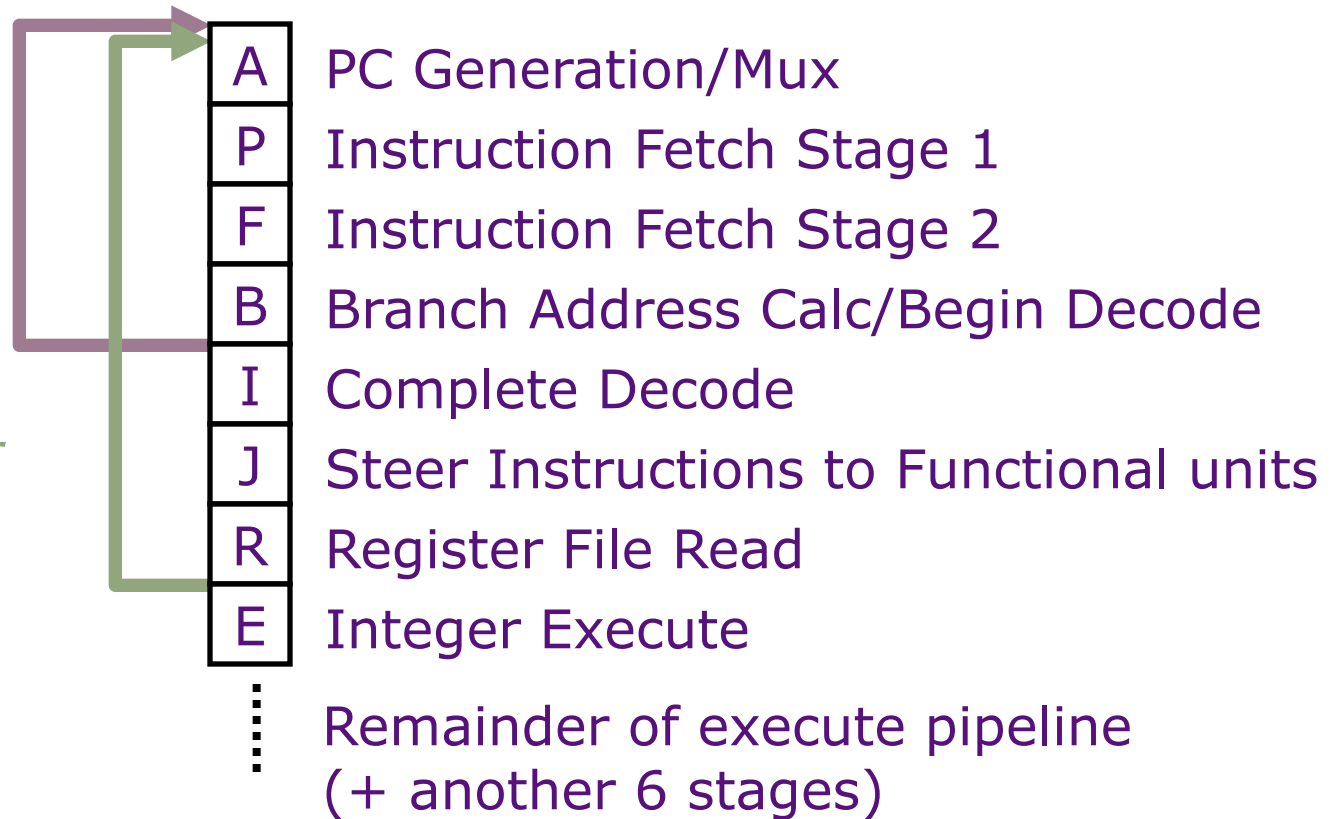 A PC Generation/Mux
P Instruction Fetch Stage 1
F Instruction Fetch Stage 2
B Branch Address Calc/Begin Decode
I Complete Decode
J Steer Instructions to Functional units
R Register File Read
E Integer Execute
Remainder of execute pipeline
(+ another 6 stages)